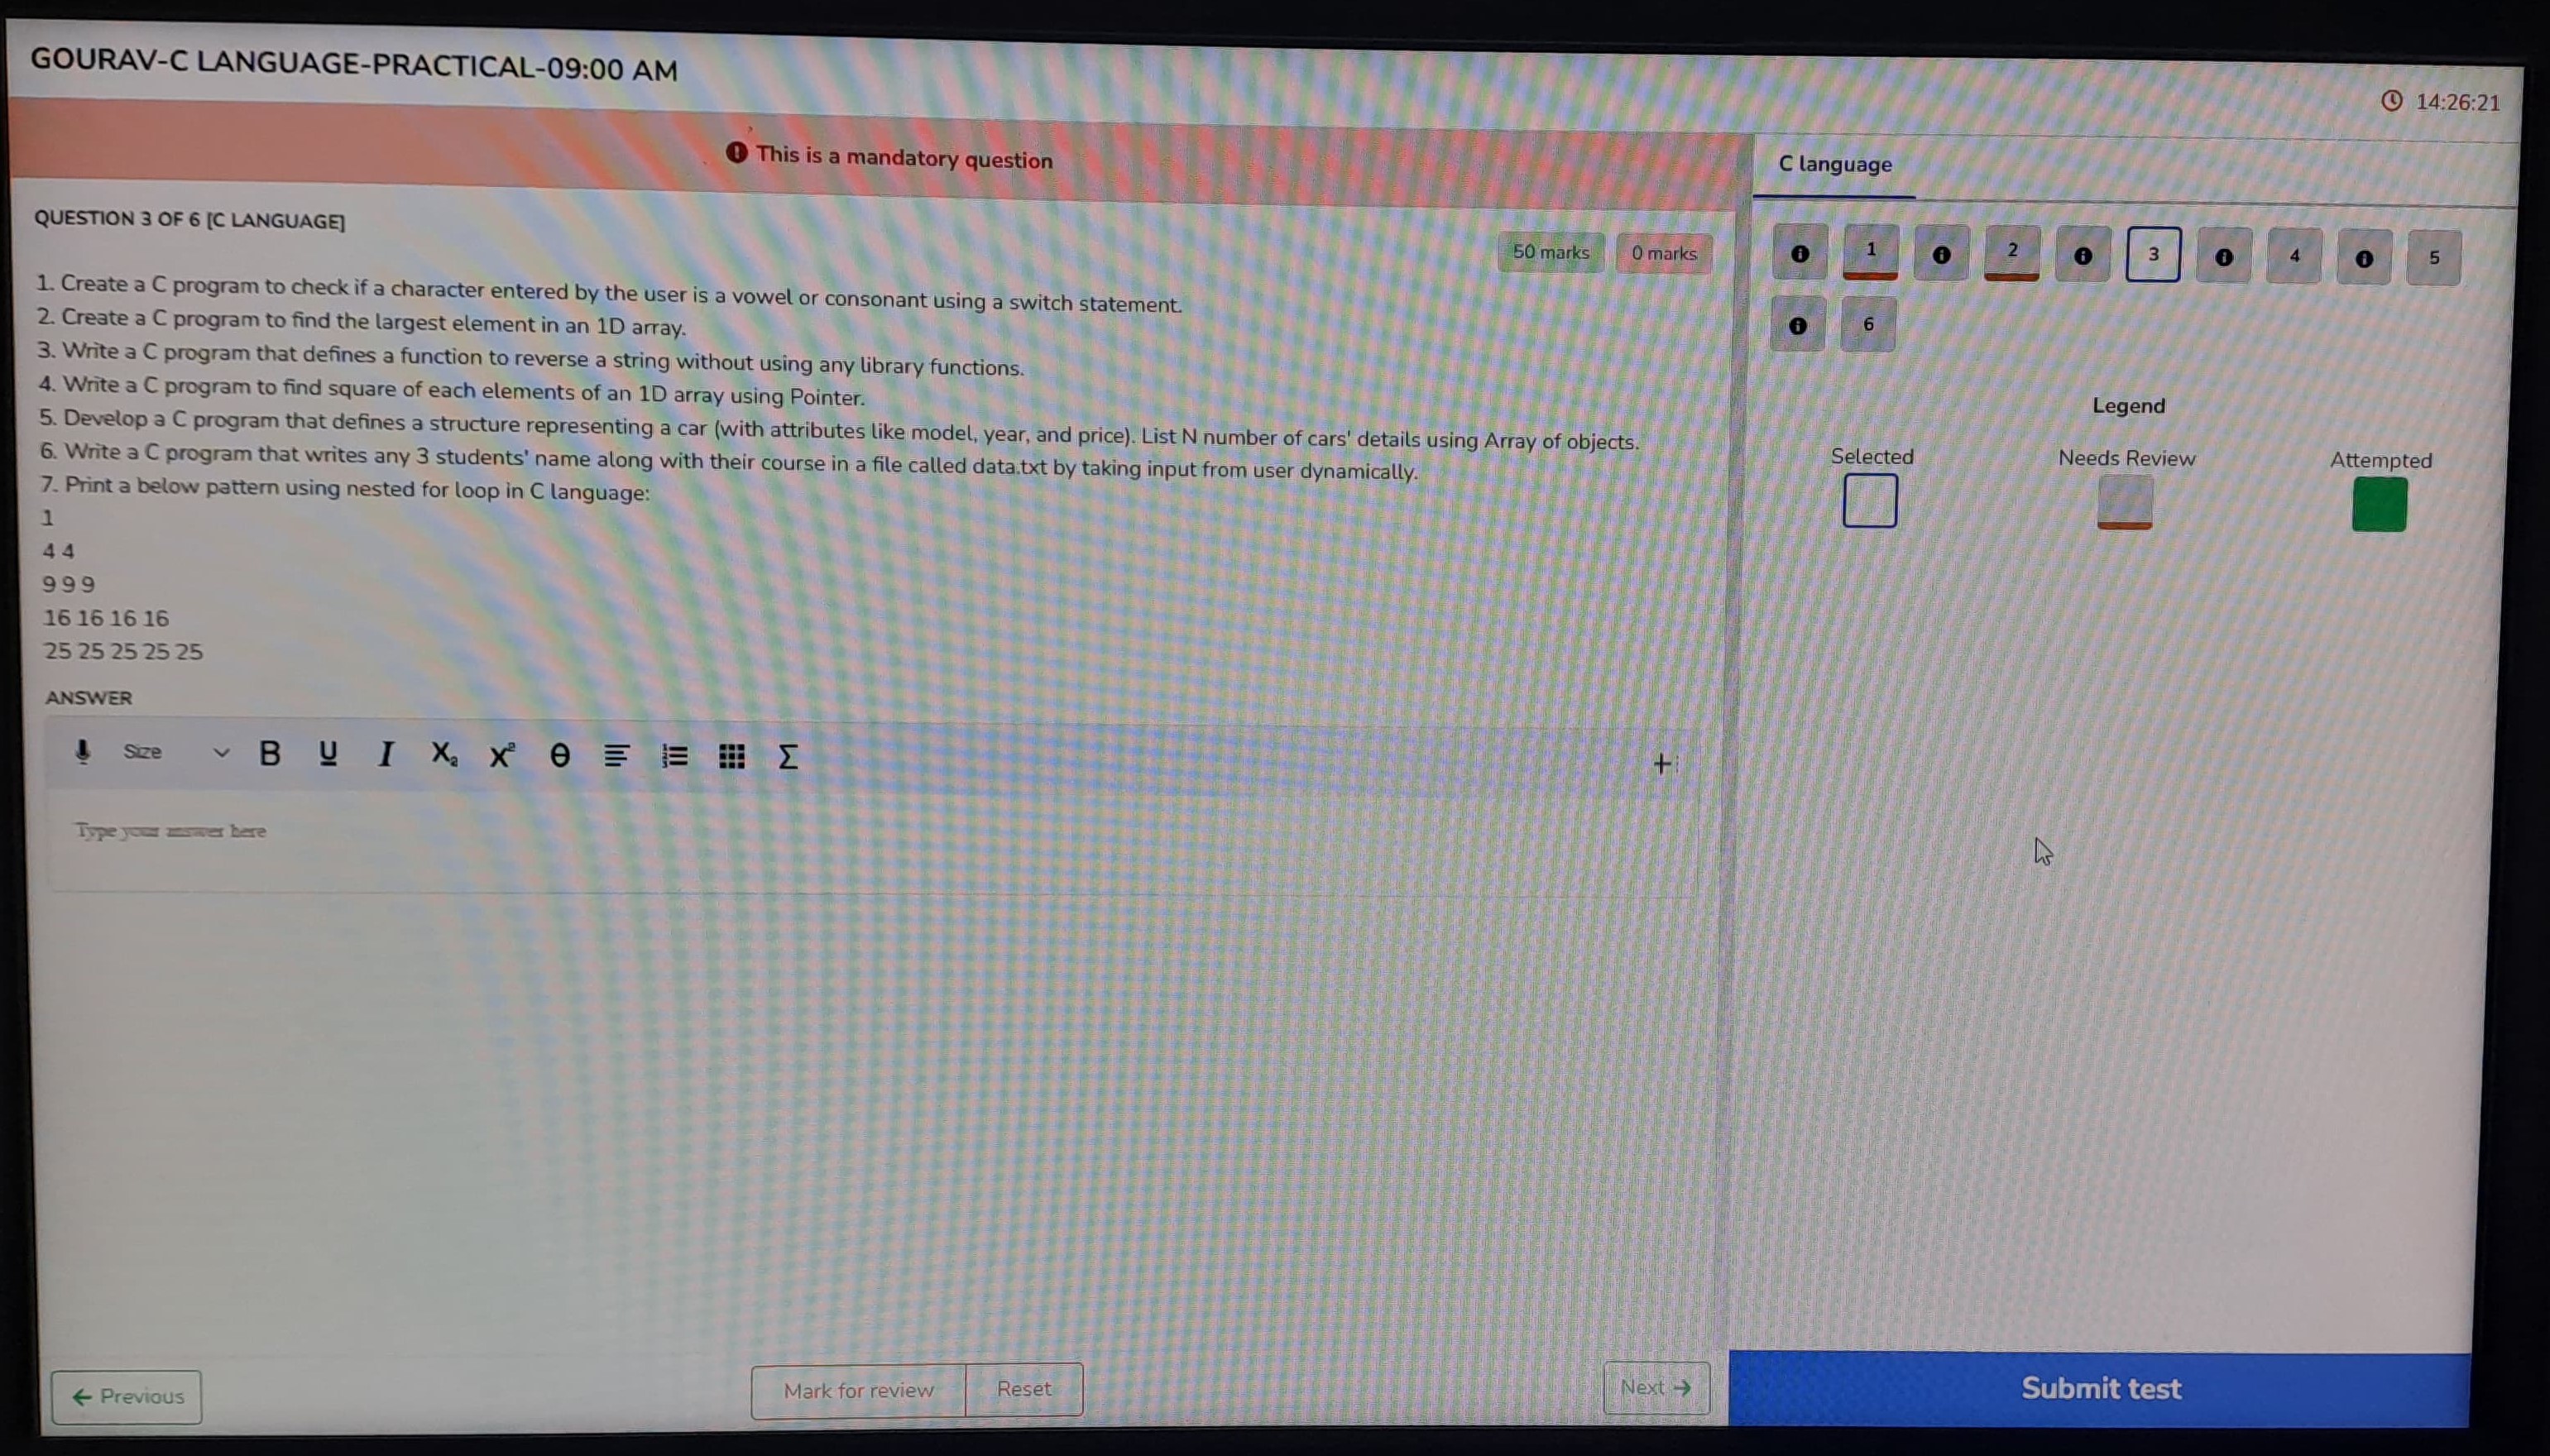 GOURAV-C LANGUAGE-PRACTICAL-09:00 AM
14:26:21
This is a mandatory question
C language
QUESTION 3 OF 6 [C LANGUAGE]
50 marks
0 marks
1
2
3
4
5
6
1. Create a C program to check if a character entered by the user is a vowel or consonant using a switch statement.
2. Create a C program to find the largest element in an 1D array.
3. Write a C program that defines a function to reverse a string without using any library functions.
4. Write a C program to find square of each elements of an 1D array using Pointer.
5. Develop a C program that defines a structure representing a car (with attributes like model, year, and price). List N number of cars' details using Array of objects.
6. Write a C program that writes any 3 students' name along with their course in a file called data.txt by taking input from user dynamically.
7. Print a below pattern using nested for loop in C language:
1
4 4
9 9 9
16 16 16 16
25 25 25 25 25
Legend
Selected
Needs Review
Attempted
ANSWER
Size
B U I X₂ X² Θ Σ
+
Type your answer here
← Previous
Mark for review
Reset
Next →
Submit test